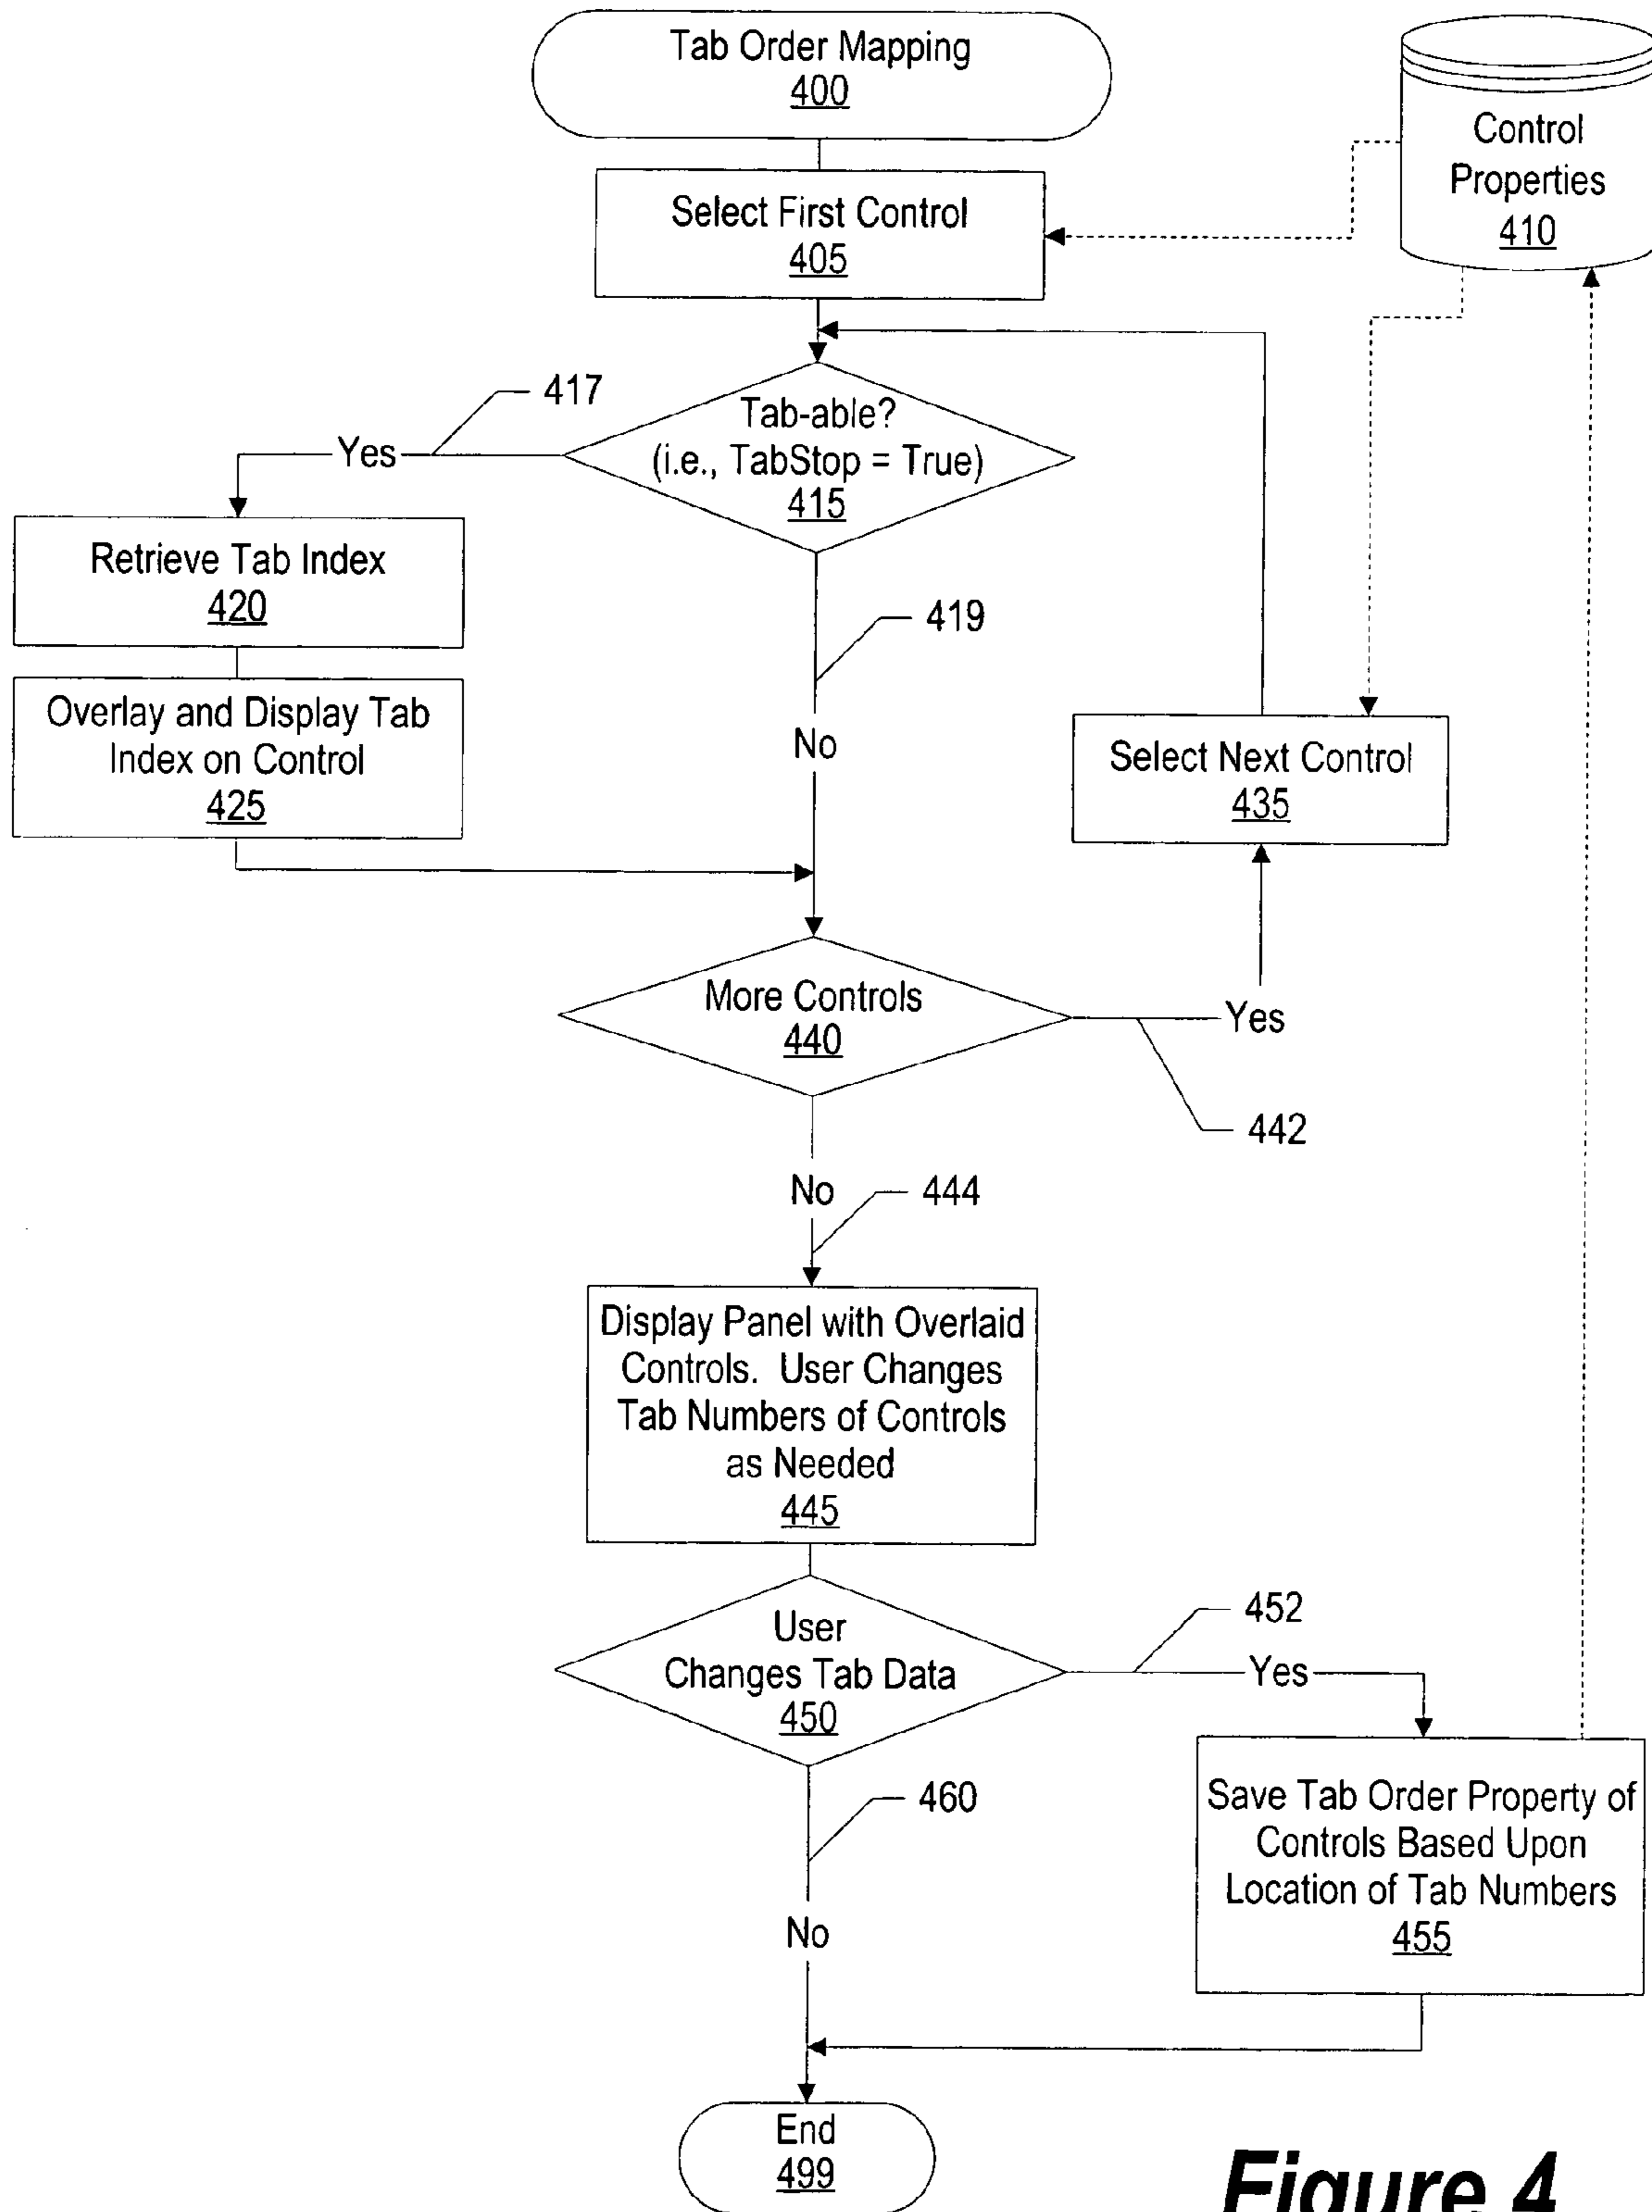 Tab Order Mapping
400
Control
Properties
410
Select First Control
405
417
Tab-able?
(i.e., TabStop = True)
415
Yes
Retrieve Tab Index
420
419
Overlay and Display Tab
Index on Control
425
No
Select Next Control
435
More Controls
440
Yes
442
No
444
Display Panel with Overlaid
Controls. User Changes
Tab Numbers of Controls
as Needed
445
452
User
Changes Tab Data
450
Yes
460
Save Tab Order Property of
Controls Based Upon
Location of Tab Numbers
455
No
End
499
Figure 4